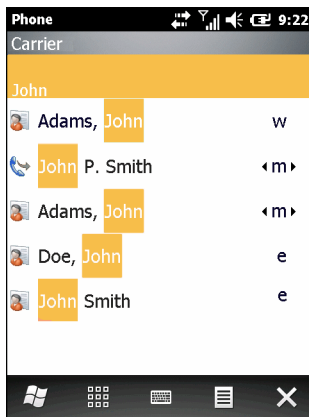 Phone 9:22
Carrier
John
Adams, John w
John P. Smith m
Adams, John m
Doe, John e
John Smith e